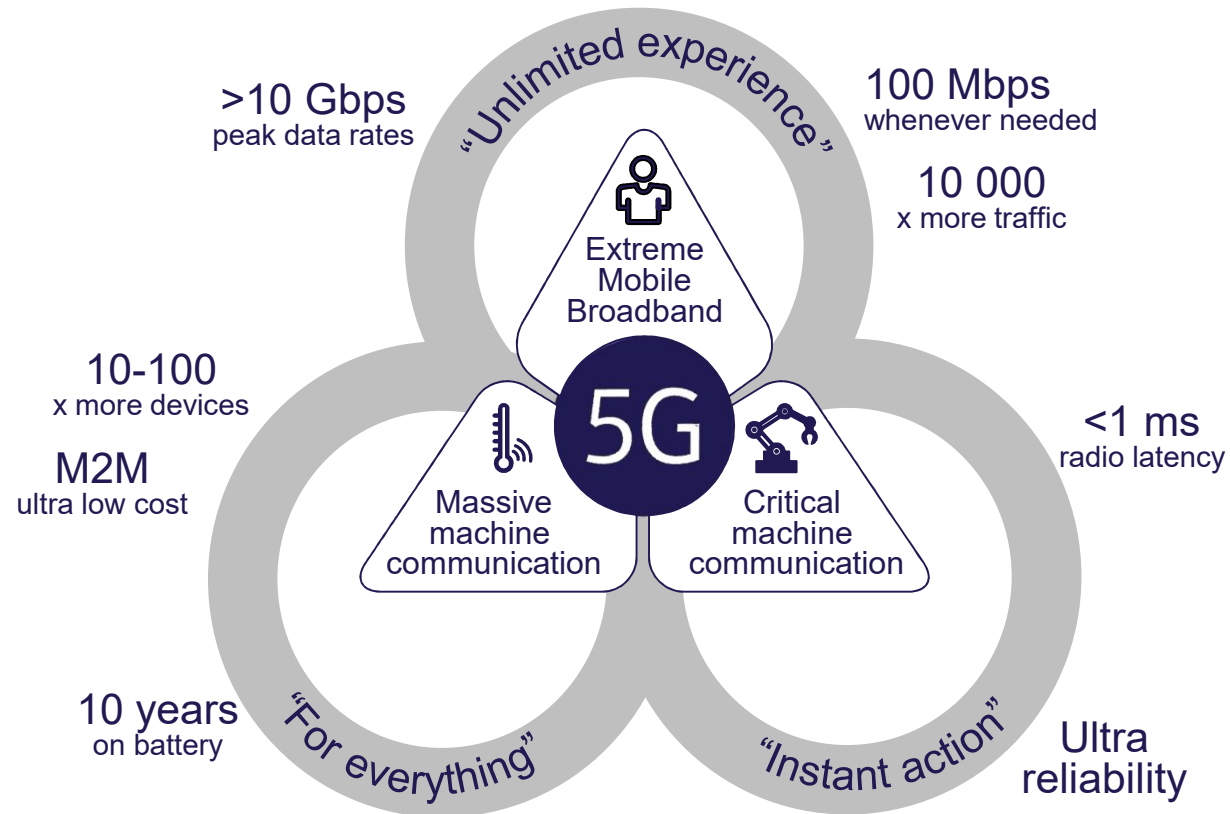 “Unlimited experience”
>10 Gbps
peak data rates
100 Mbps
whenever needed
10 000
x more traffic
Extreme
Mobile
Broadband
10-100
x more devices
M2M
ultra low cost
5G
<1 ms
radio latency
Massive
machine
communication
Critical
machine
communication
10 years
on battery
“For everything”
“Instant action”
Ultra
reliability